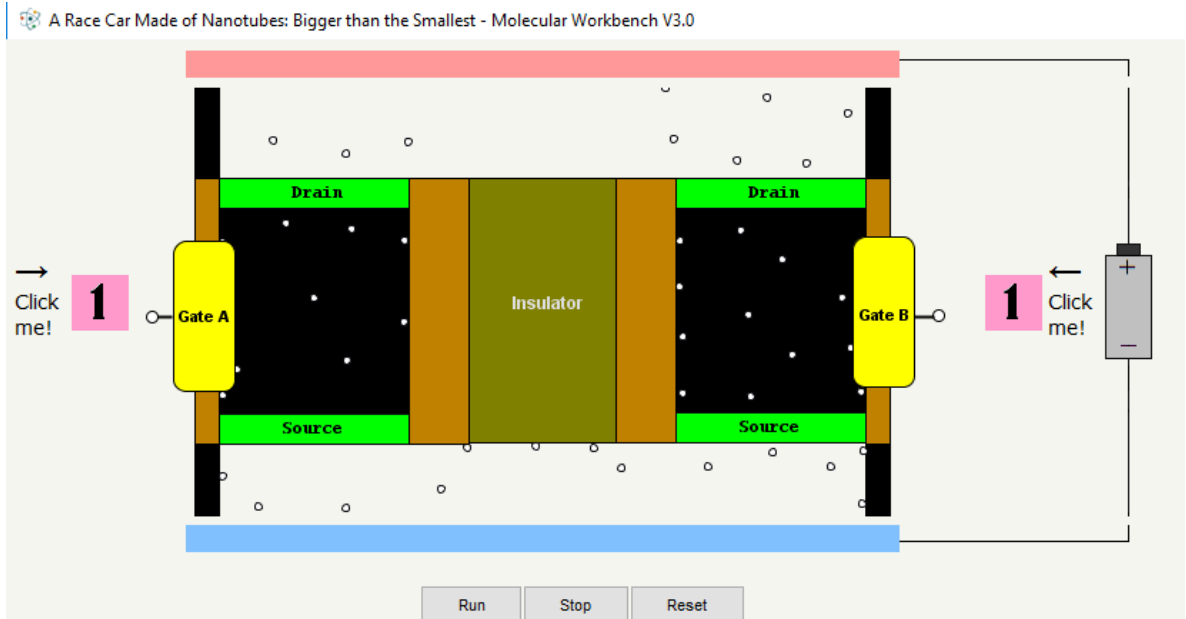 A Race Car Made of Nanotubes: Bigger than the Smallest - Molecular Workbench V3.0
Drain
Drain
→
Click
me!
1
Gate A
Insulator
Gate B
1
←
Click
me!
+
—
Source
Source
Run
Stop
Reset